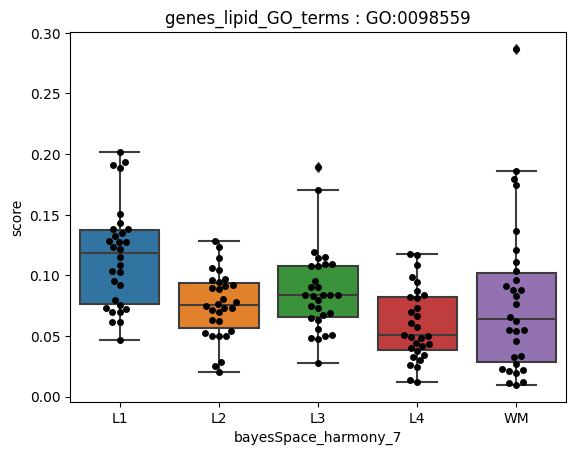 genes_lipid_GO_terms : GO:0098559
0.30
0.25
0.20
0.15
0.10
0.05
0.00
score
L1 L2 L3 L4 WM
bayesSpace_harmony_7